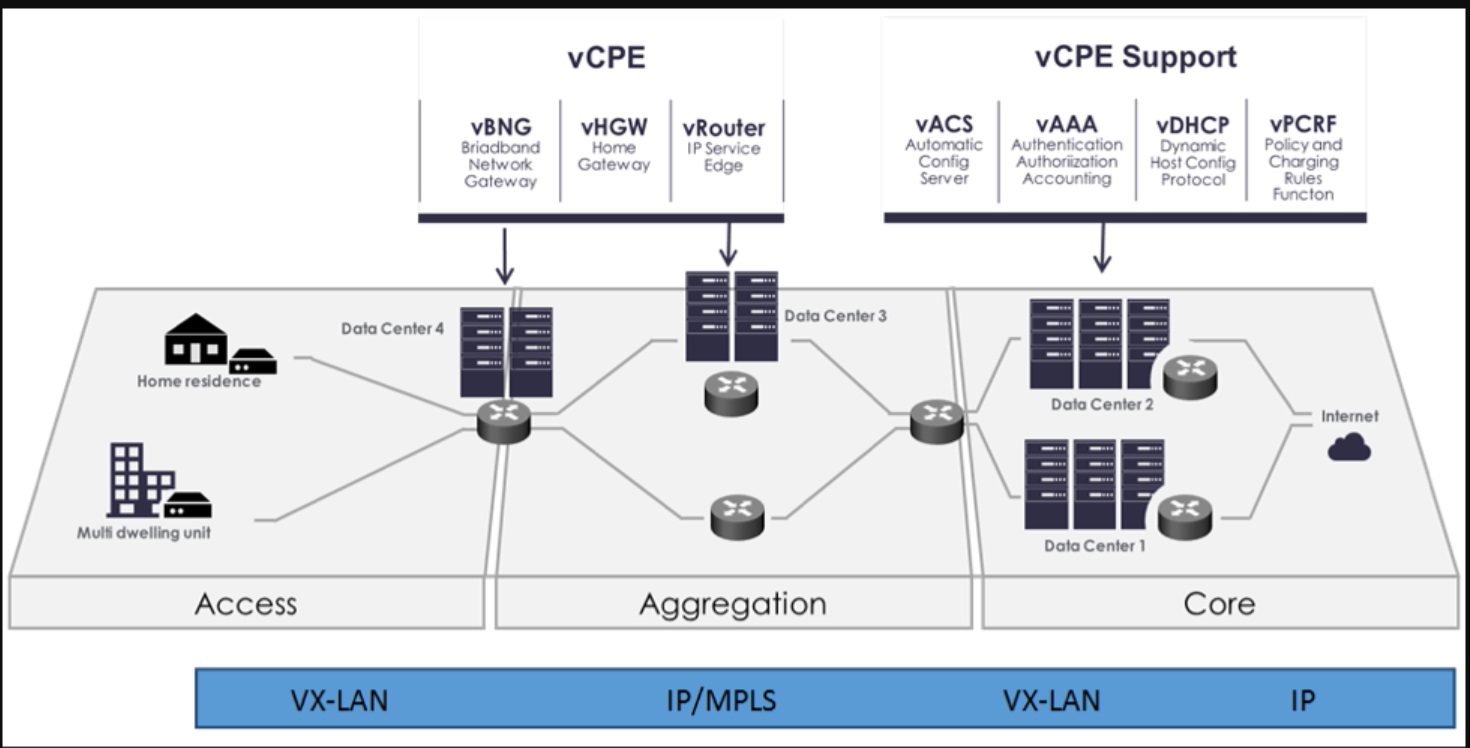 vCPE
vBNG
Briadband
Network
Gateway
vHGW
Home
Gateway
vRouter
IP Service
Edge
vCPE Support
vACS
Automatic
Config
Server
vAAA
Authentication
Authoriization
Accounting
vDHCP
Dynamic
Host Config
Protocol
vPCRF
Policy and
Charging
Rules
Functon
Home residence
Multi dwelling unit
Data Center 4
Data Center 3
Data Center 2
Data Center 1
Internet
Access
Aggregation
Core
VX-LAN
IP/MPLS
VX-LAN
IP